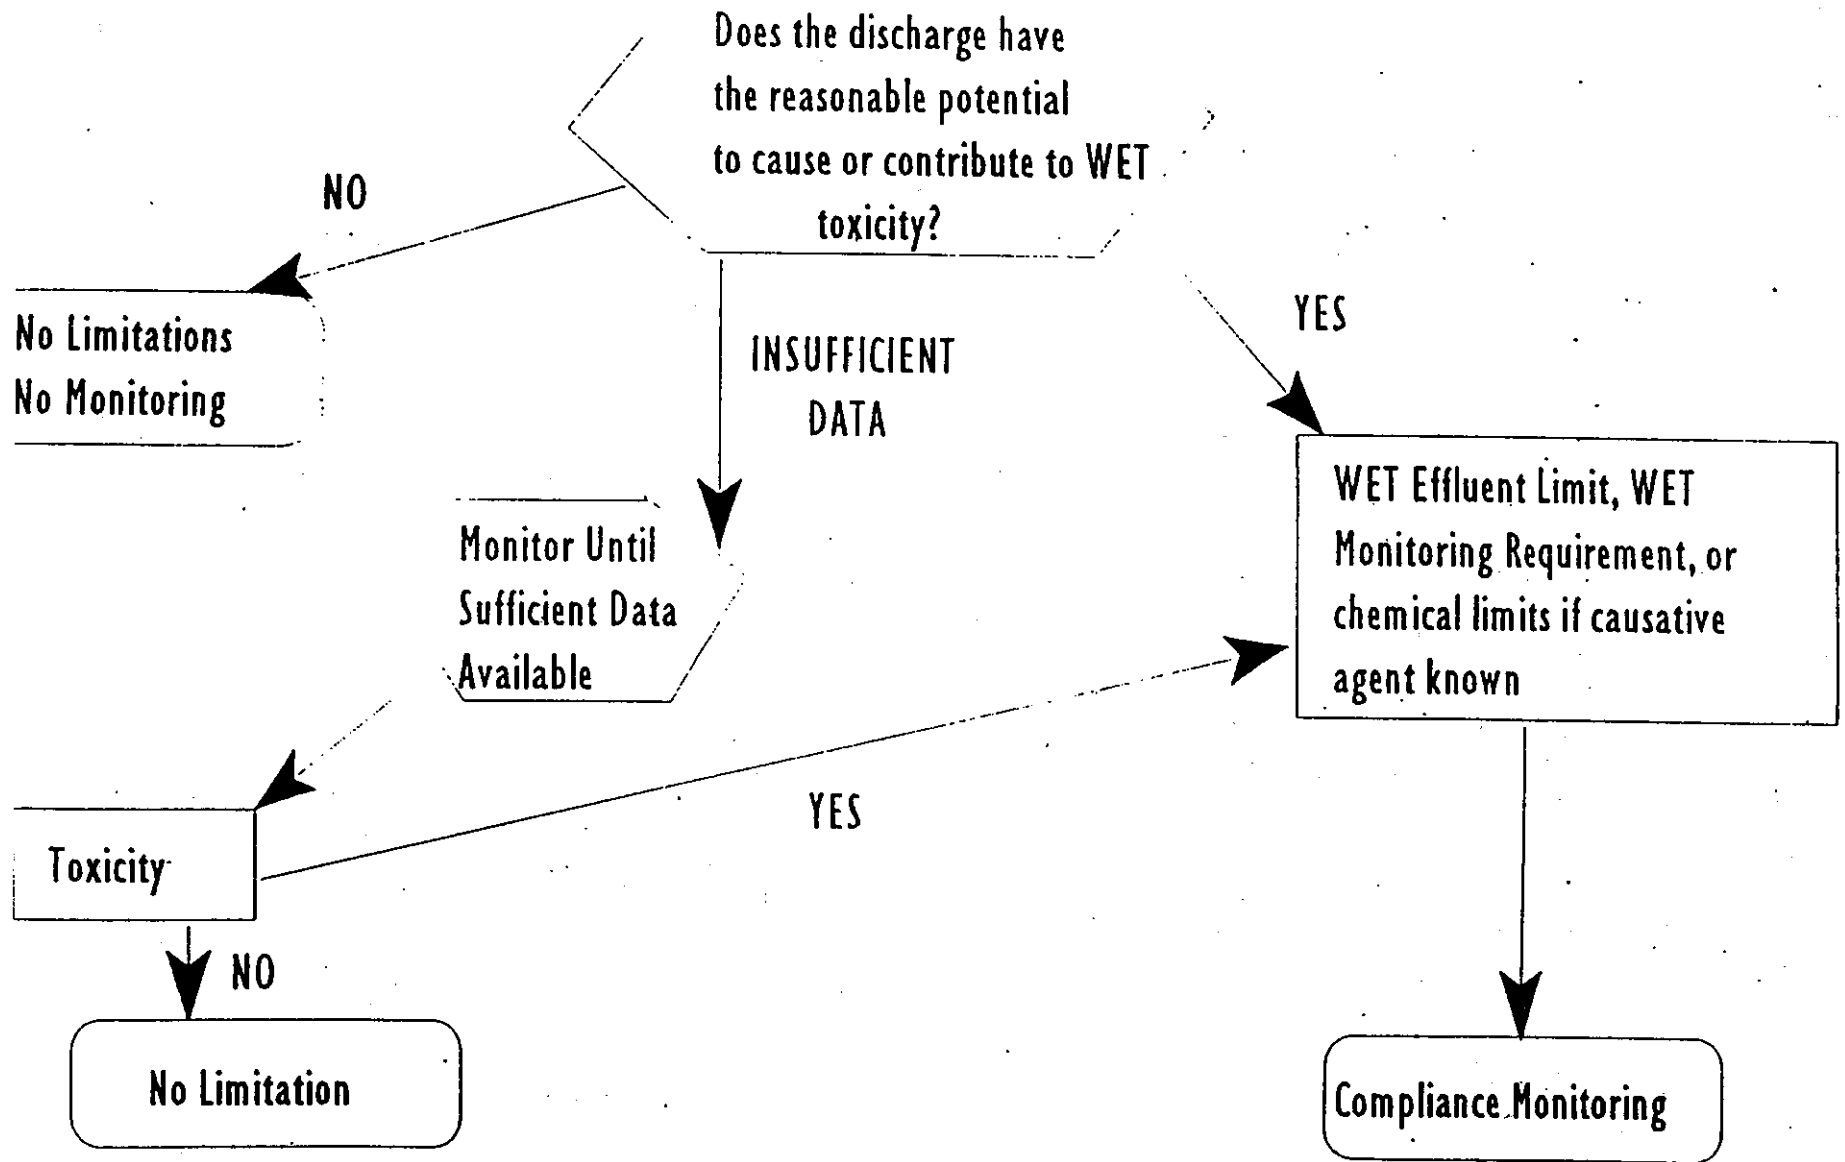 Does the discharge have
the reasonable potential
to cause or contribute to WET
toxicity?
NO
YES
No Limitations
No Monitoring
INSUFFICIENT
DATA
WET Effluent Limit, WET
Monitoring Requirement, or
chemical limits if causative
agent known
Monitor Until
Sufficient Data
Available
YES
Toxicity
NO
No Limitation
Compliance Monitoring